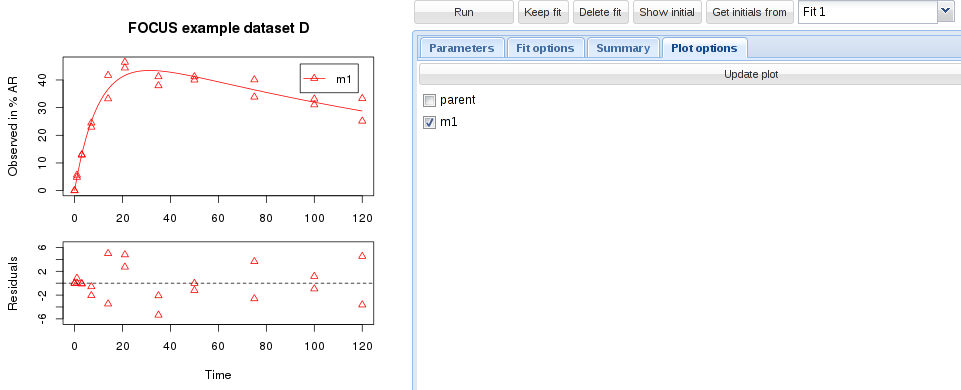 FOCUS example dataset D
Observed in % AR
0 10 20 30 40
m1
0 20 40 60 80 100 120
Residuals
-6 -2 2 6
0 20 40 60 80 100 120
Time
Run Keep fit Delete fit Show initial Get initials from Fit 1
Parameters Fit options Summary Plot options
Update plot
parent
m1